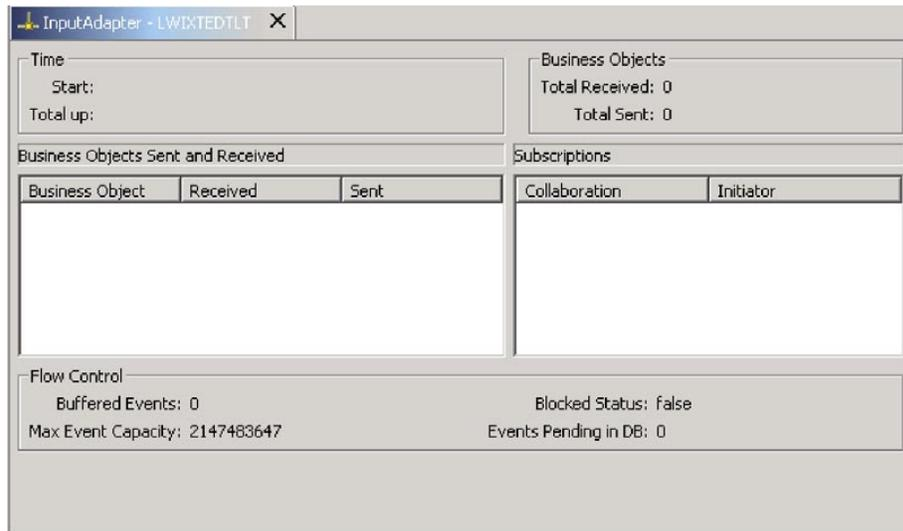 InputAdapter - LWIXTEDTLT X
Time
Start:
Total up:
Business Objects
Total Received: 0
Total Sent: 0
Business Objects Sent and Received
Business Object Received Sent
Subscriptions
Collaboration Initiator
Flow Control
Buffered Events: 0
Max Event Capacity: 2147483647
Blocked Status: false
Events Pending in DB: 0